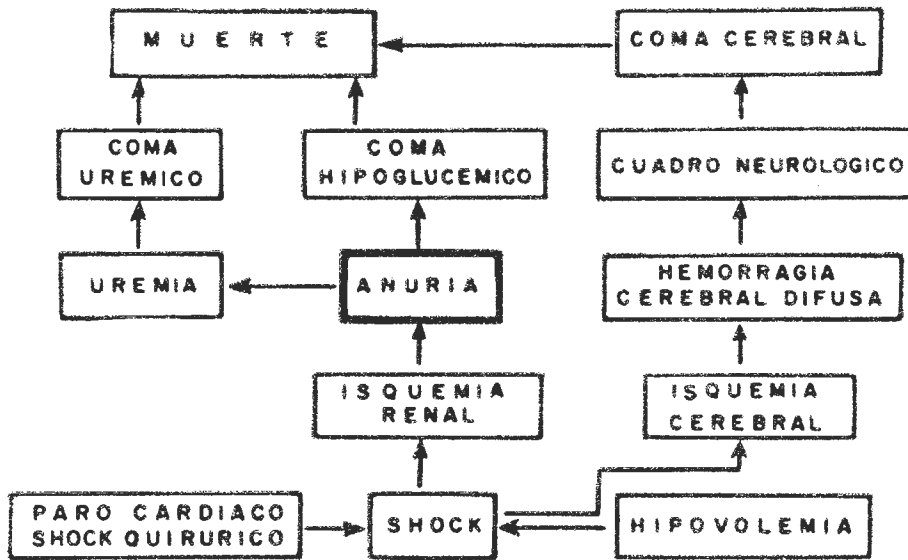 MUERTE
COMA CEREBRAL
COMA
UREMICO
COMA
HIPOGLUCEMICO
CUADRO NEUROLOGICO
UREMIA
ANURIA
HEMORRAGIA
CEREBRAL DIFUSA
ISQUEMIA
RENAL
ISQUEMIA
CEREBRAL
PARO CARDIACO
SHOCK QUIRURICO
SHOCK
HIPOVOLEMIA